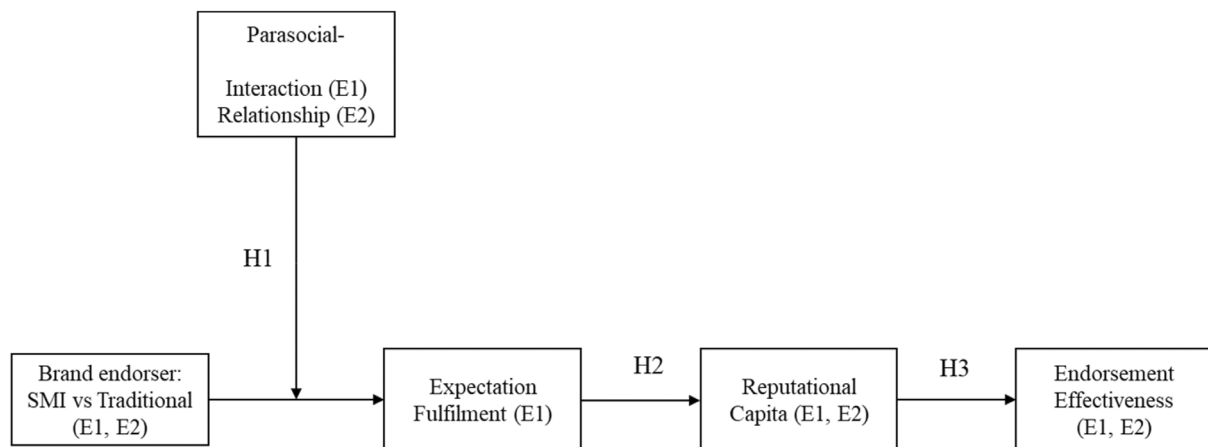 Parasocial-
Interaction (E1)
Relationship (E2)
H1
Brand endorser:
SMI vs Traditional
(E1, E2)
Expectation
Fulfilment (E1)
H2
Reputational
Capita (E1, E2)
H3
Endorsement
Effectiveness
(E1, E2)